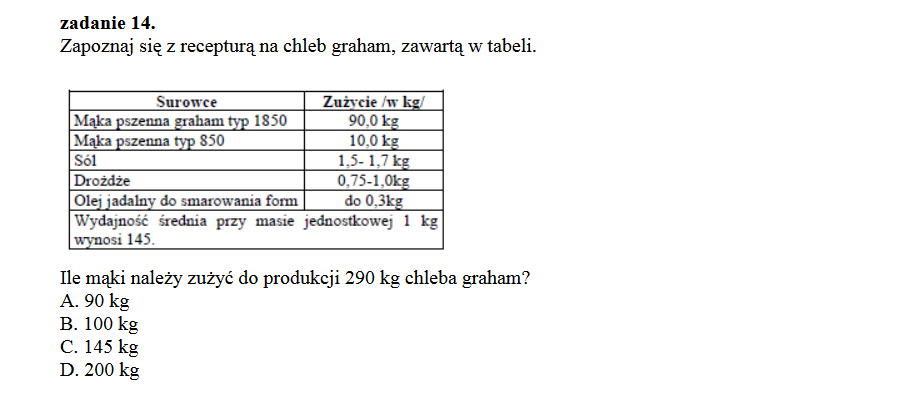 zadanie 14.
Zapoznaj się z recepturą na chleb graham, zawartą w tabeli.
Surowce Zużycie /w kg/
Mąka pszenna graham typ 1850 90,0 kg
Mąka pszenna typ 850 10,0 kg
Sól 1,5- 1,7 kg
Drożdże 0,75-1,0kg
Olej jadalny do smarowania form do 0,3kg
Wydajność średnia przy masie jednostkowej 1 kg
wynosi 145.
Ile mąki należy zużyć do produkcji 290 kg chleba graham?
A. 90 kg
B. 100 kg
C. 145 kg
D. 200 kg